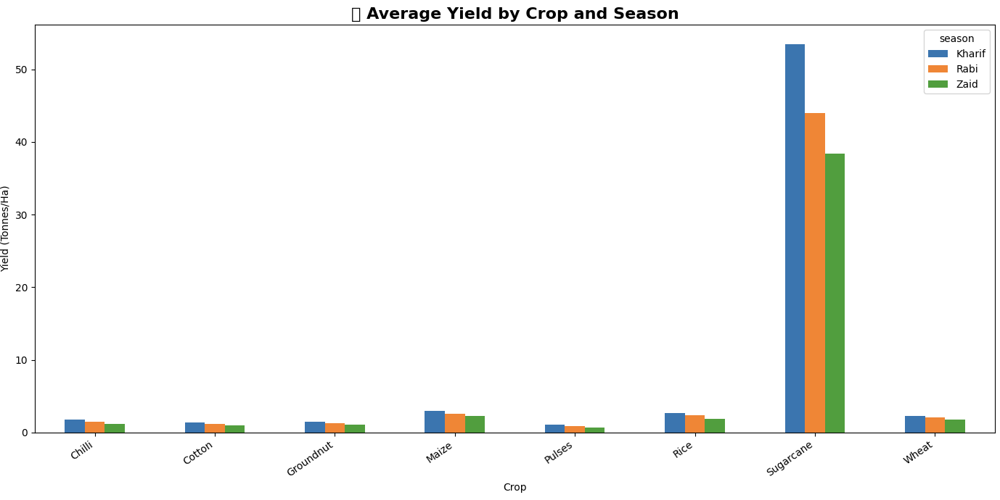 Average Yield by Crop and Season
season
Kharif
Rabi
Zaid
Yield (Tonnes/Ha)
50
40
30
20
10
0
Chilli
Cotton
Groundnut
Maize
Pulses
Rice
Sugarcane
Wheat
Crop